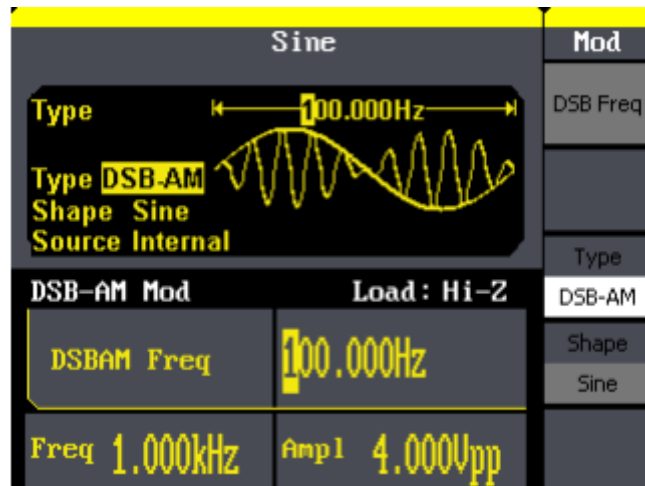 Sine
Mod
Type
100.000Hz
DSB Freq
Type DSB-AM
Shape Sine
Source Internal
Type
DSB-AM Mod
Load: Hi-Z
DSB-AM
DSBAM Freq
100.000Hz
Shape
Sine
Freq 1.000kHz
Ampl 4.000Vpp